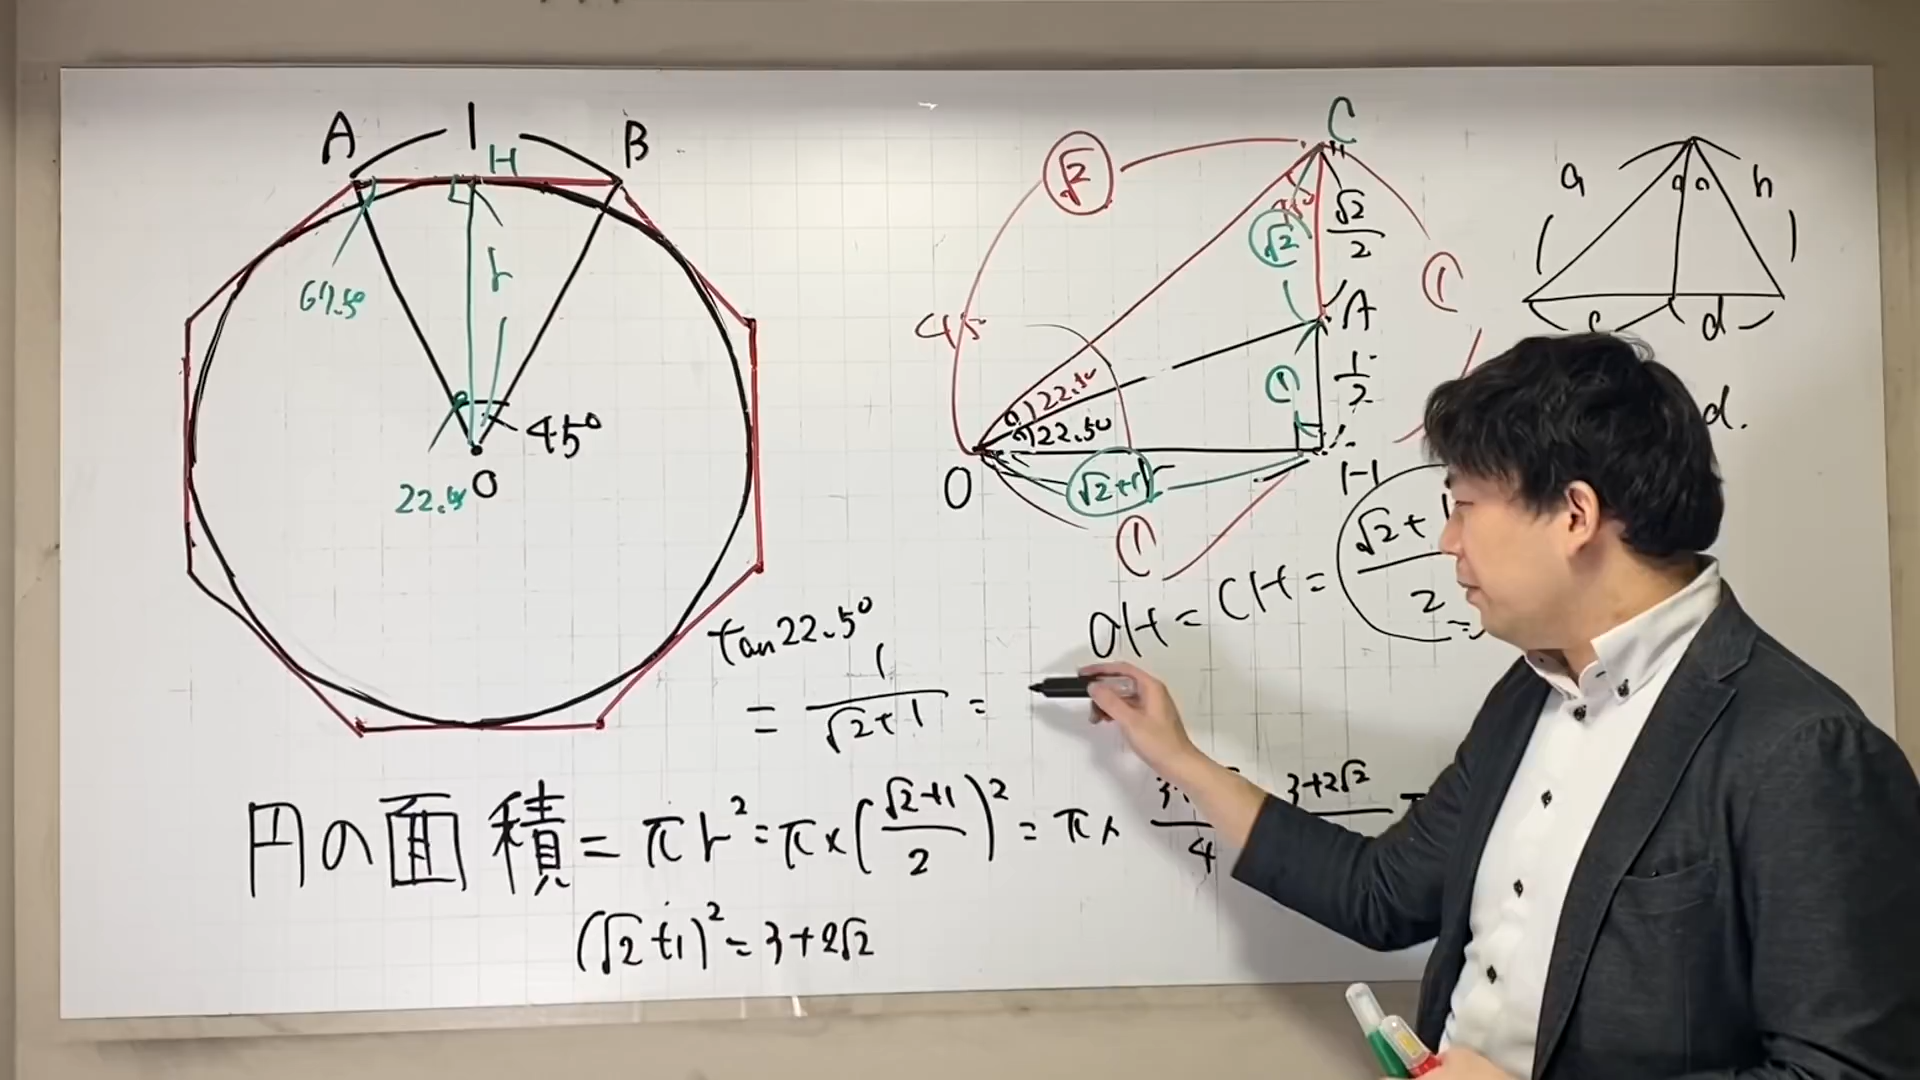 A 1 B
H
r
67.5°
45°
22.5
O
C
√2
√2
√2/2
45°
1
45
A
22.5°
22.5°
1
1/2
O
H
√2+1
1
OH = CH = √2+1/2
a b
c d
d.
tan22.5°
= 1/√2+1 =
円の面積 = πr² = π×(√2+1/2)² = π× /4 3+2√2
(√2+1)² = 3+2√2